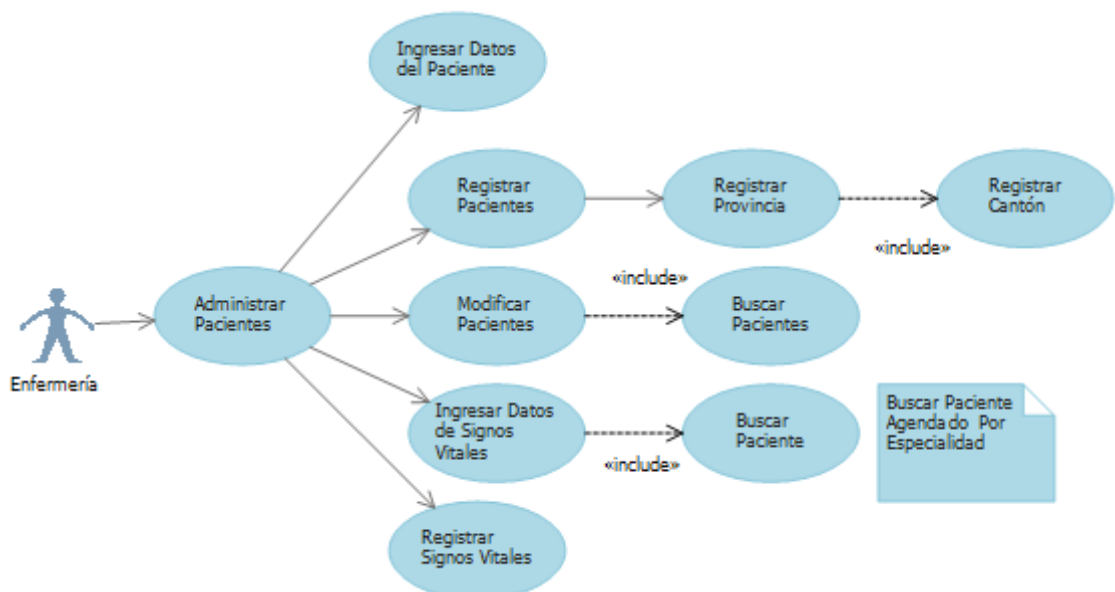 Ingresar Datos
del Paciente
Registrar
Pacientes
Registrar
Provincia
Registrar
Cantón
«include»
«include»
Administrar
Pacientes
Modificar
Pacientes
Buscar
Pacientes
Enfermería
Ingresar Datos
de Signos
Vitales
Buscar
Paciente
Buscar Paciente
Agendado Por
Especialidad
«include»
Registrar
Signos Vitales